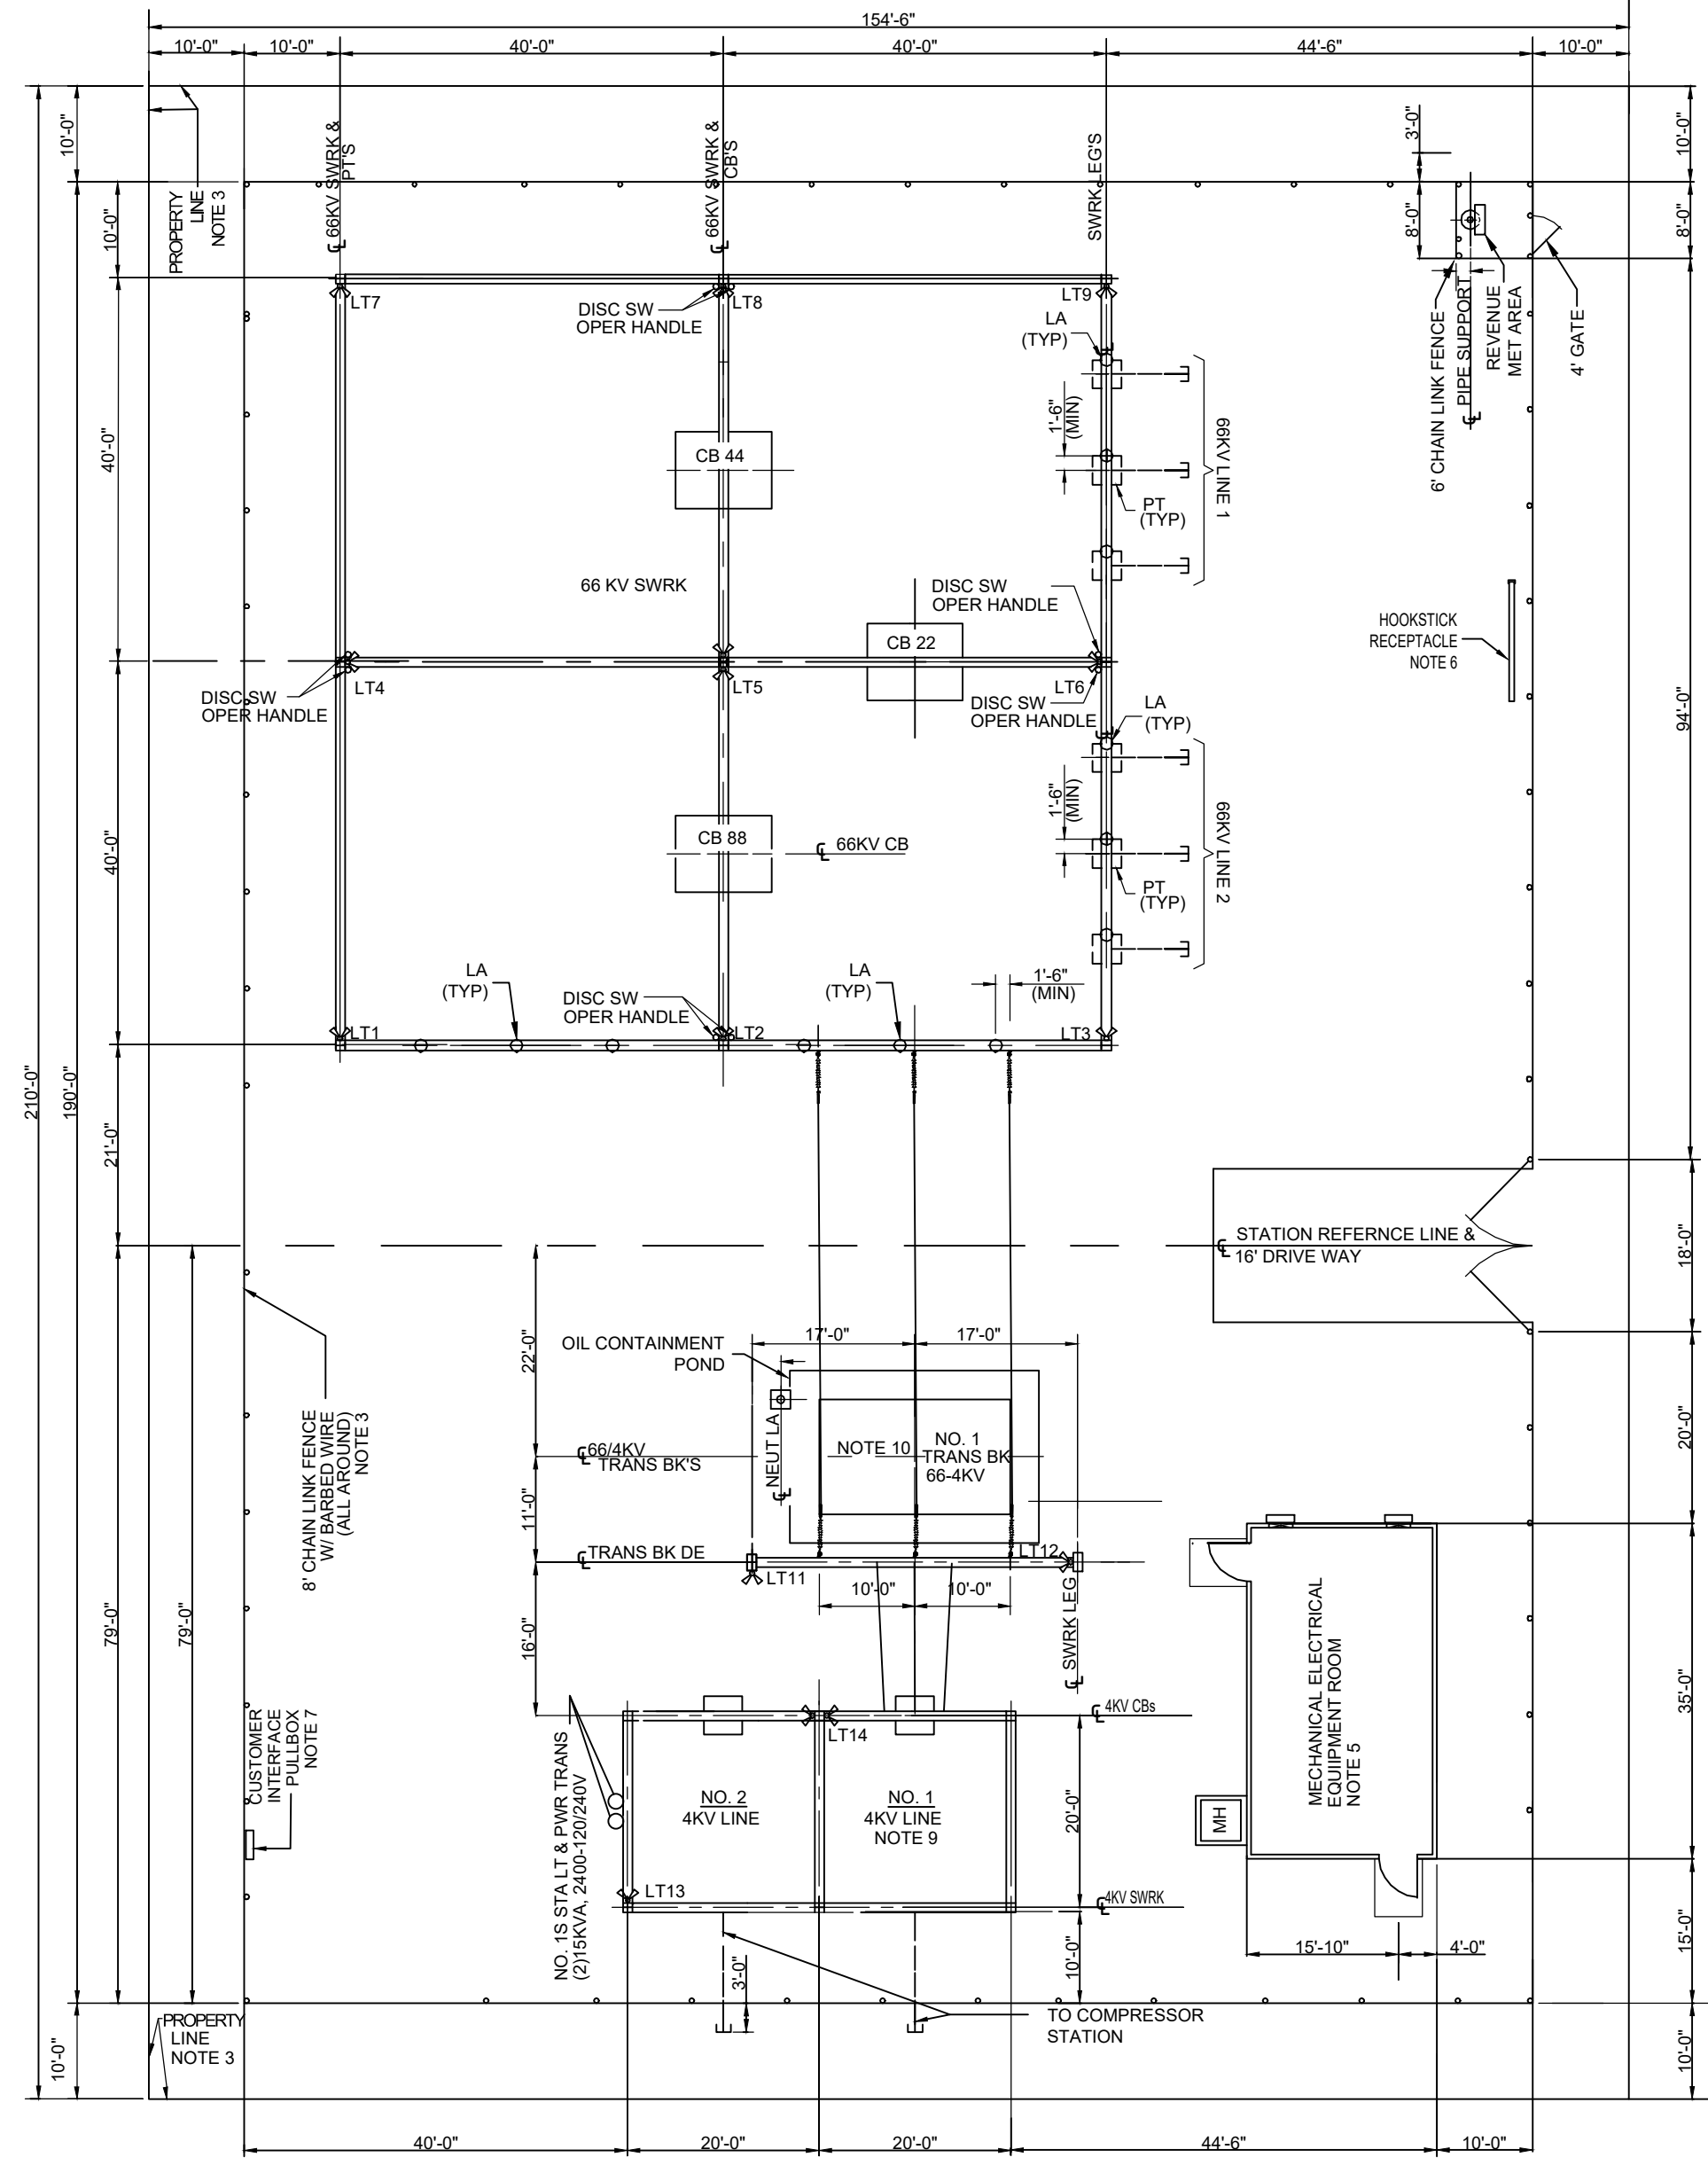 154'-6"
10'-0"
10'-0"
40'-0"
40'-0"
44'-6"
10'-0"
10'-0"
PROPERTY
LINE
NOTE 3
66KV SWRK &
PT'S
66KV SWRK &
CB'S
SWRK LEG'S
3'-0"
10'-0"
10'-0"
8'-0"
8'-0"
LT7
DISC SW
OPER HANDLE
LT8
LT9
LA
(TYP)
6' CHAIN LINK FENCE
PIPE SUPPORT
REVENUE
MET AREA
4' GATE
40'-0"
CB 44
1'-6"
(MIN)
PT
(TYP)
66KV LINE 1
66 KV SWRK
DISC SW
OPER HANDLE
CB 22
HOOKSTICK
RECEPTACLE
NOTE 6
DISC SW
OPER HANDLE
LT4
LT5
LT6
DISC SW
OPER HANDLE
LA
(TYP)
94'-0"
40'-0"
CB 88
66KV CB
1'-6"
(MIN)
PT
(TYP)
66KV LINE 2
LA
(TYP)
DISC SW
OPER HANDLE
LA
(TYP)
1'-6"
(MIN)
LT1
LT2
LT3
210'-0"
190'-0"
21'-0"
STATION REFERNCE LINE &
16' DRIVE WAY
18'-0"
22'-0"
OIL CONTAINMENT
POND
17'-0"
17'-0"
20'-0"
8' CHAIN LINK FENCE
W/ BARBED WIRE
(ALL AROUND)
NOTE 3
66/4KV
TRANS BK'S
NEUT LA
NOTE 10
NO. 1
TRANS BK
66-4KV
11'-0"
TRANS BK DE
LT11
LT12
10'-0"
10'-0"
SWRK LEG
16'-0"
79'-0"
79'-0"
MECHANICAL ELECTRICAL
EQUIPMENT ROOM
NOTE 5
35'-0"
CUSTOMER
INTERFACE
PULLBOX
NOTE 7
4KV CBs
LT14
NO. 1S STA LT & PWR TRANS
(2)15KVA, 2400-120/240V
NO. 2
4KV LINE
NO. 1
4KV LINE
NOTE 9
20'-0"
MH
LT13
4KV SWRK
10'-0"
15'-10"
4'-0"
15'-0"
3'-0"
TO COMPRESSOR
STATION
PROPERTY
LINE
NOTE 3
10'-0"
10'-0"
40'-0"
20'-0"
20'-0"
44'-6"
10'-0"